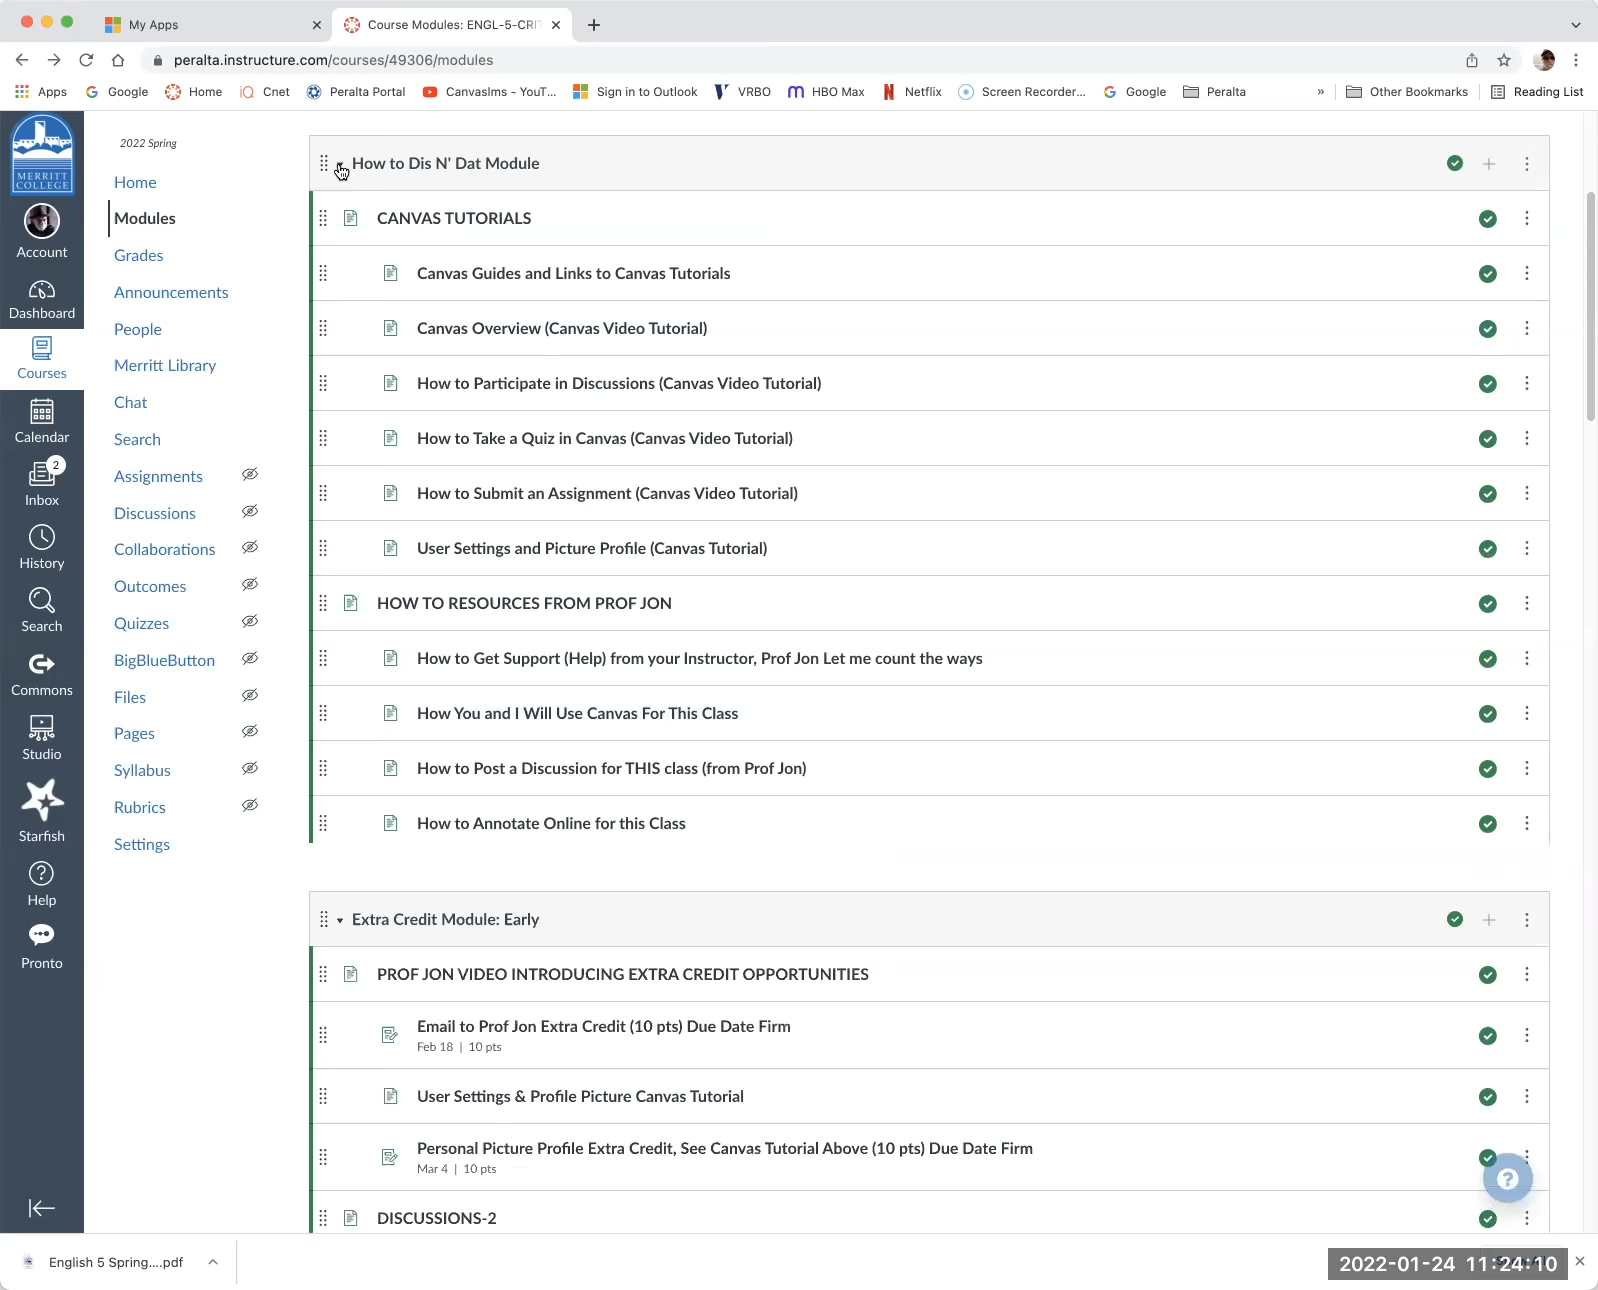 My Apps
Course Modules: ENGL-5-CRIT
peralta.instructure.com/courses/49306/modules
Apps Google Home Cnet Peralta Portal Canvaslms - YouT... Sign in to Outlook VRBO HBO Max Netflix Screen Recorder... Google Peralta » Other Bookmarks Reading List
MERRITT
COLLEGE
Account
Dashboard
Courses
Calendar
2
Inbox
History
Search
Commons
Studio
Starfish
Help
Pronto
2022 Spring
Home
Modules
Grades
Announcements
People
Merritt Library
Chat
Search
Assignments
Discussions
Collaborations
Outcomes
Quizzes
BigBlueButton
Files
Pages
Syllabus
Rubrics
Settings
How to Dis N' Dat Module
CANVAS TUTORIALS
Canvas Guides and Links to Canvas Tutorials
Canvas Overview (Canvas Video Tutorial)
How to Participate in Discussions (Canvas Video Tutorial)
How to Take a Quiz in Canvas (Canvas Video Tutorial)
How to Submit an Assignment (Canvas Video Tutorial)
User Settings and Picture Profile (Canvas Tutorial)
HOW TO RESOURCES FROM PROF JON
How to Get Support (Help) from your Instructor, Prof Jon Let me count the ways
How You and I Will Use Canvas For This Class
How to Post a Discussion for THIS class (from Prof Jon)
How to Annotate Online for this Class
Extra Credit Module: Early
PROF JON VIDEO INTRODUCING EXTRA CREDIT OPPORTUNITIES
Email to Prof Jon Extra Credit (10 pts) Due Date Firm
Feb 18 | 10 pts
User Settings & Profile Picture Canvas Tutorial
Personal Picture Profile Extra Credit, See Canvas Tutorial Above (10 pts) Due Date Firm
Mar 4 | 10 pts
DISCUSSIONS-2
English 5 Spring....pdf
2022-01-24 11:24:10